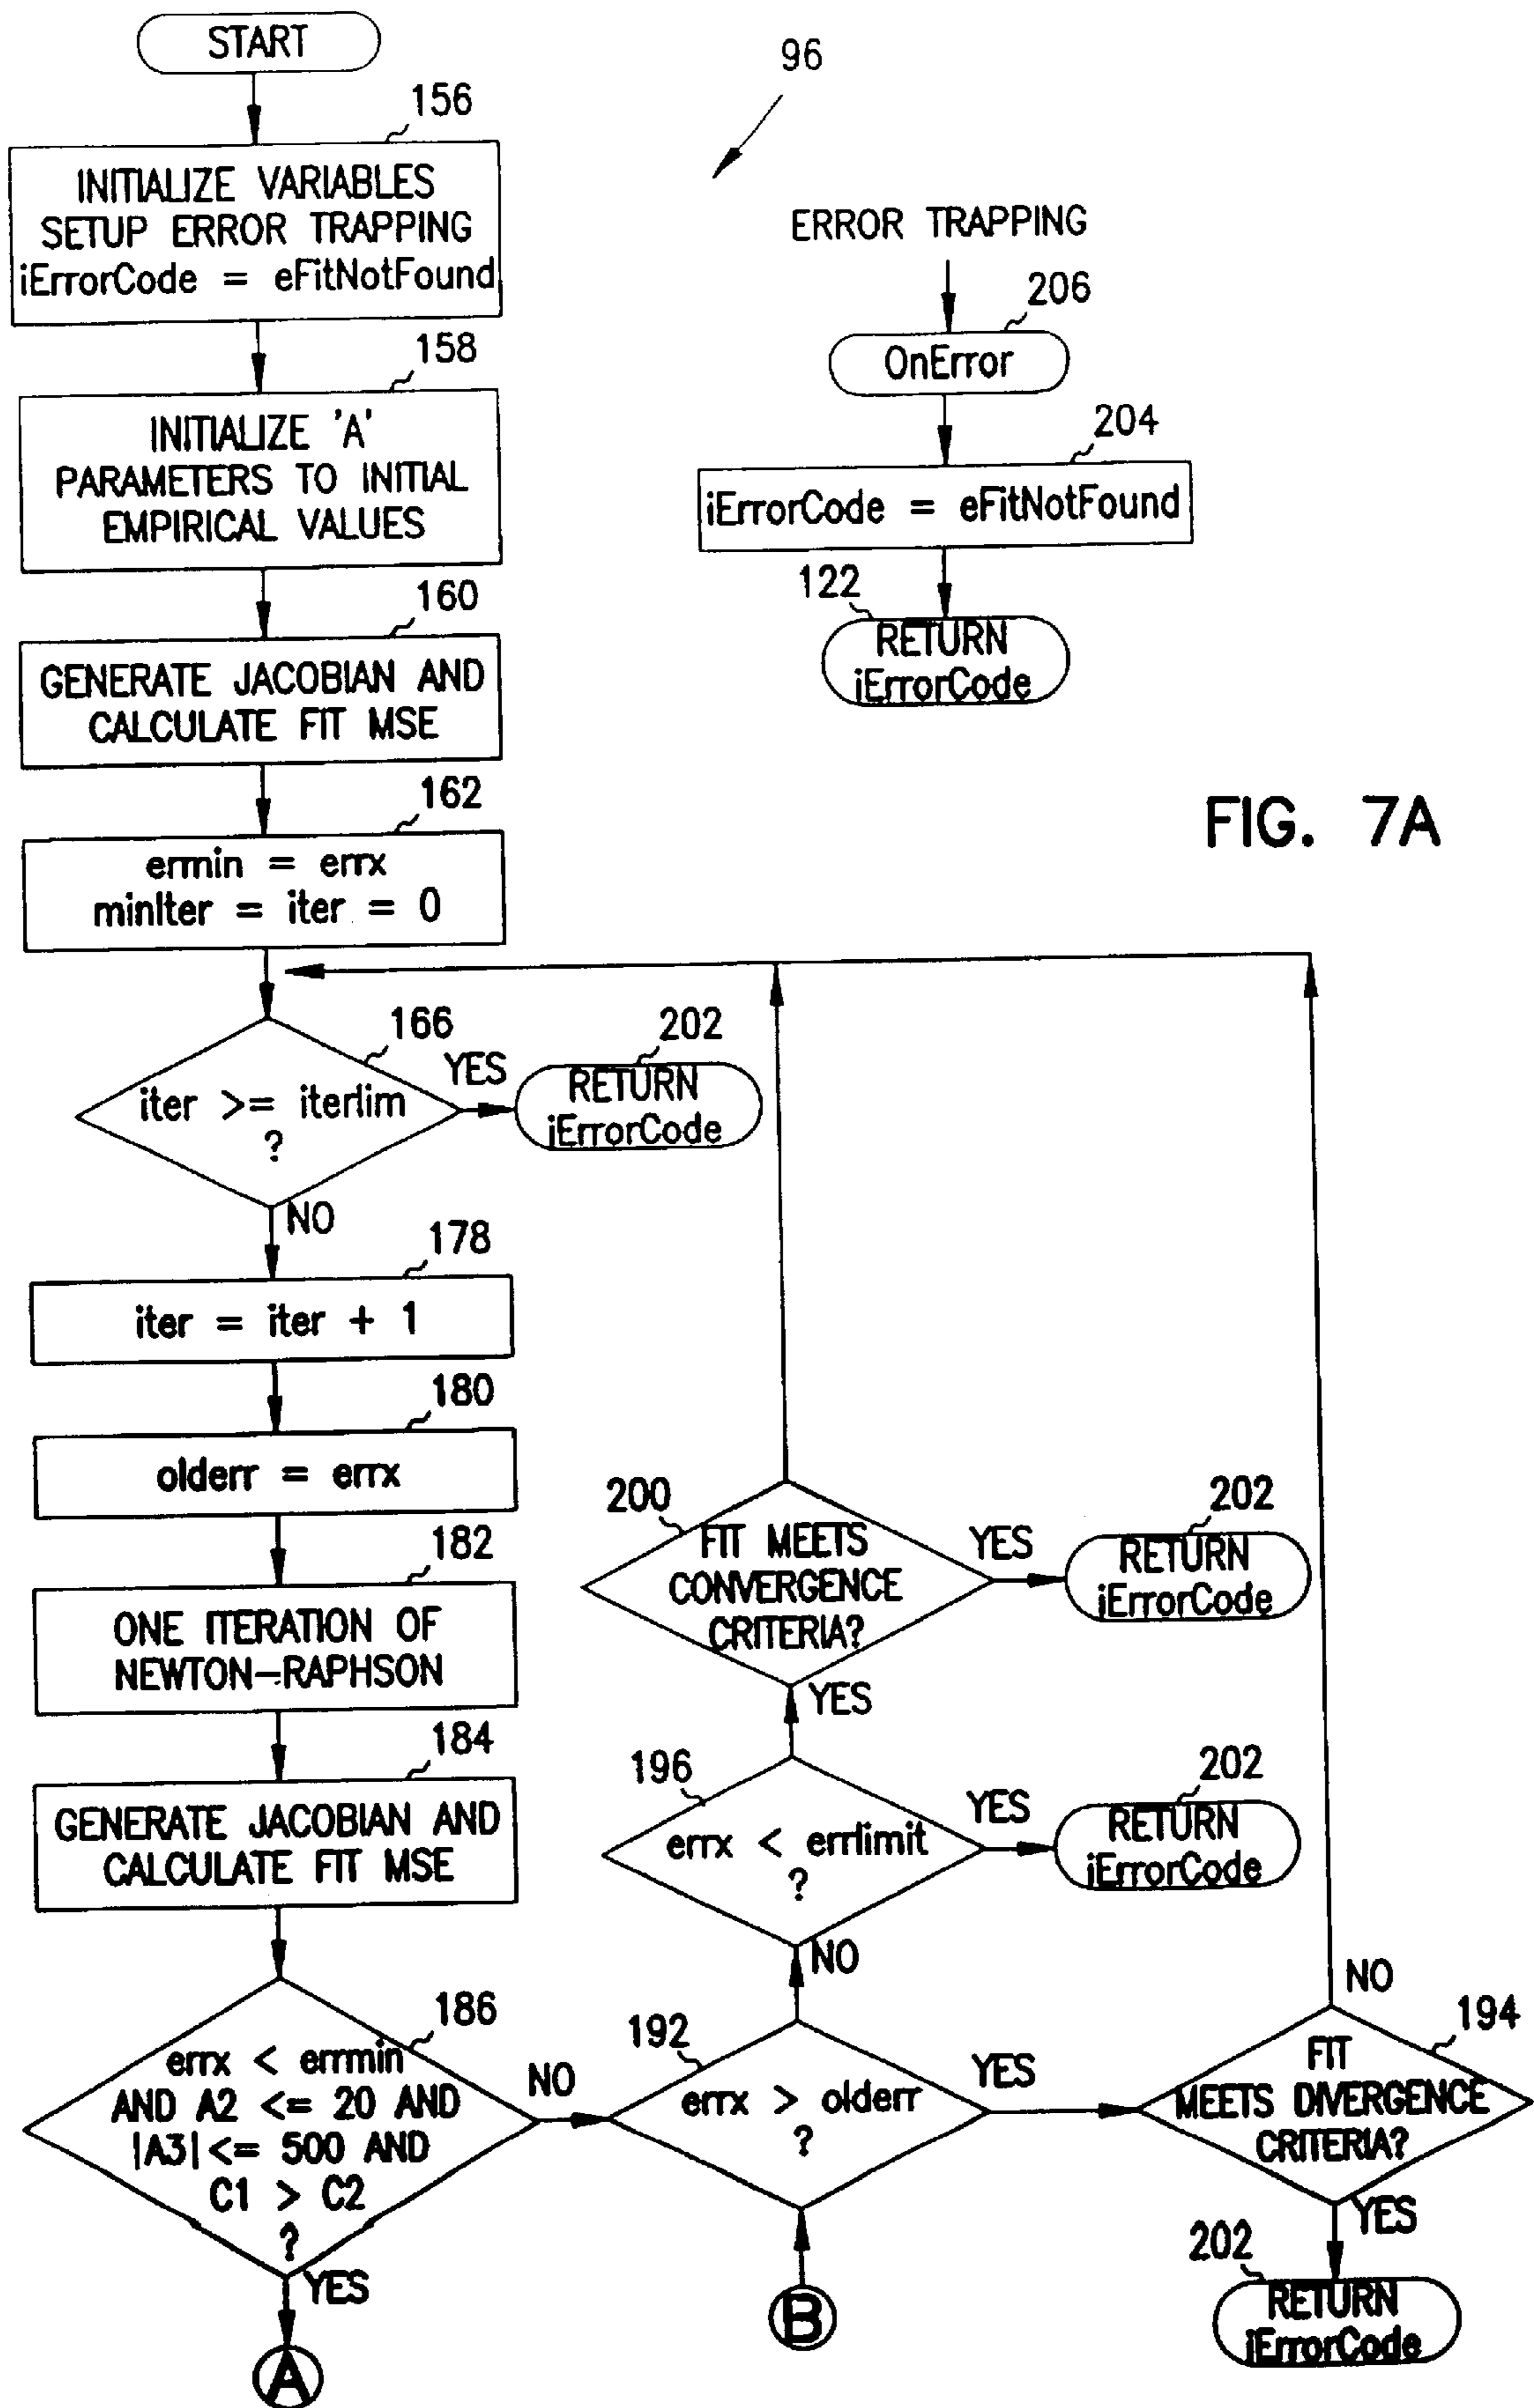 START
96
156
INITIALIZE VARIABLES
SETUP ERROR TRAPPING
iErrorCode = eFitNotFound
158
INITIALIZE 'A'
PARAMETERS TO INITIAL
EMPIRICAL VALUES
160
GENERATE JACOBIAN AND
CALCULATE FIT MSE
162
ermin = errx
minIter = iter = 0
ERROR TRAPPING
206
OnError
204
iErrorCode = eFitNotFound
122
RETURN
iErrorCode
FIG. 7A
166
iter >= iterlim
?
YES
202
RETURN
iErrorCode
NO
178
iter = iter + 1
180
olderr = errx
182
ONE ITERATION OF
NEWTON-RAPHSON
184
GENERATE JACOBIAN AND
CALCULATE FIT MSE
186
errx < errmin
AND A2 <= 20 AND
|A3| <= 500 AND
C1 > C2
?
NO
YES
A
200
FIT MEETS
CONVERGENCE
CRITERIA?
YES
202
RETURN
iErrorCode
YES
196
errx < errlimit
?
YES
202
RETURN
iErrorCode
NO
192
errx > olderr
?
YES
B
NO
194
FIT
MEETS DIVERGENCE
CRITERIA?
YES
202
RETURN
iErrorCode